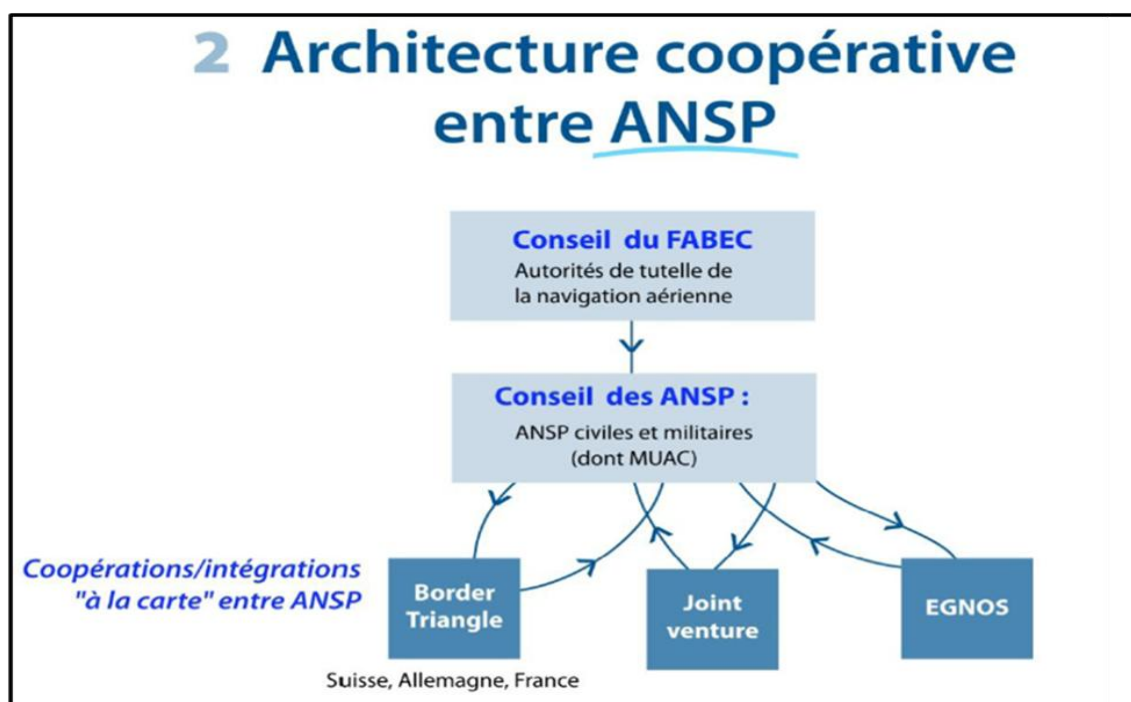 2 Architecture coopérative
entre ANSP
Conseil du FABEC
Autorités de tutelle de
la navigation aérienne
Conseil des ANSP :
ANSP civiles et militaires
(dont MUAC)
Coopérations/intégrations
"à la carte" entre ANSP
Border
Triangle
Joint
venture
EGNOS
Suisse, Allemagne, France